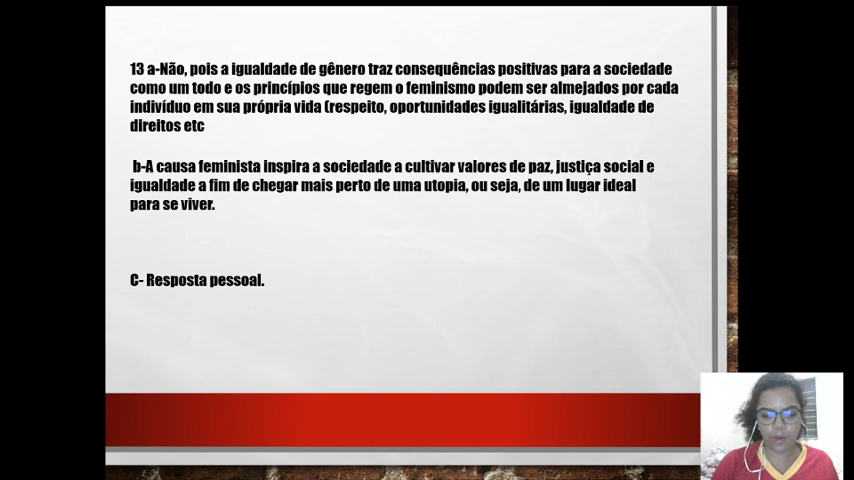 13 a-Não, pois a igualdade de gênero traz consequências positivas para a sociedade
como um todo e os princípios que regem o feminismo podem ser almejados por cada
indivíduo em sua própria vida (respeito, oportunidades igualitárias, igualdade de
direitos etc
b-A causa feminista inspira a sociedade a cultivar valores de paz, justiça social e
igualdade a fim de chegar mais perto de uma utopia, ou seja, de um lugar ideal
para se viver.
C- Resposta pessoal.